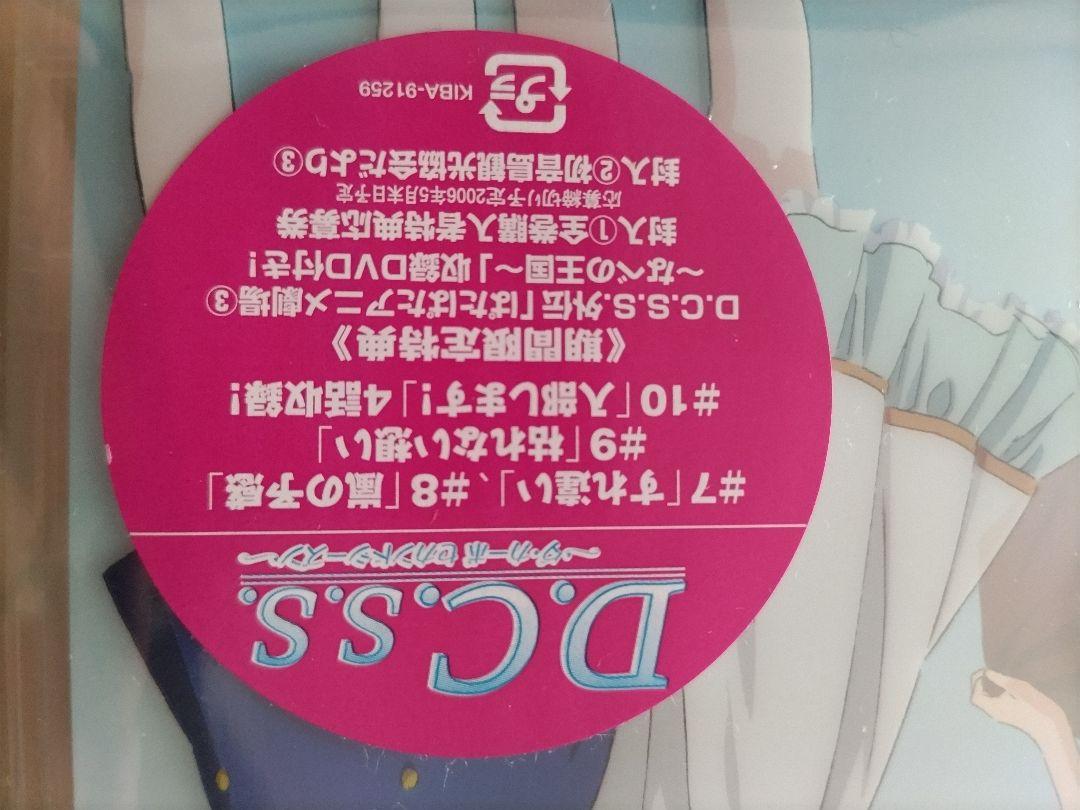 D.C.S.S.
～ダ・カーポ セカンドシーズン～
#7「すれ違い」、#8「嵐の予感」
#9「枯れない想い」
#10「入部します!」4話収録!
《期間限定特典》
D.C.S.S.外伝「ぱたぱたアニメ劇場③
～なべの王国～」収録DVD付き!
封入①全巻購入者特典応募券
応募締切り予定2006年5月末日予定
封入②初音島観光協会だより③
プラ
KIBA-91259